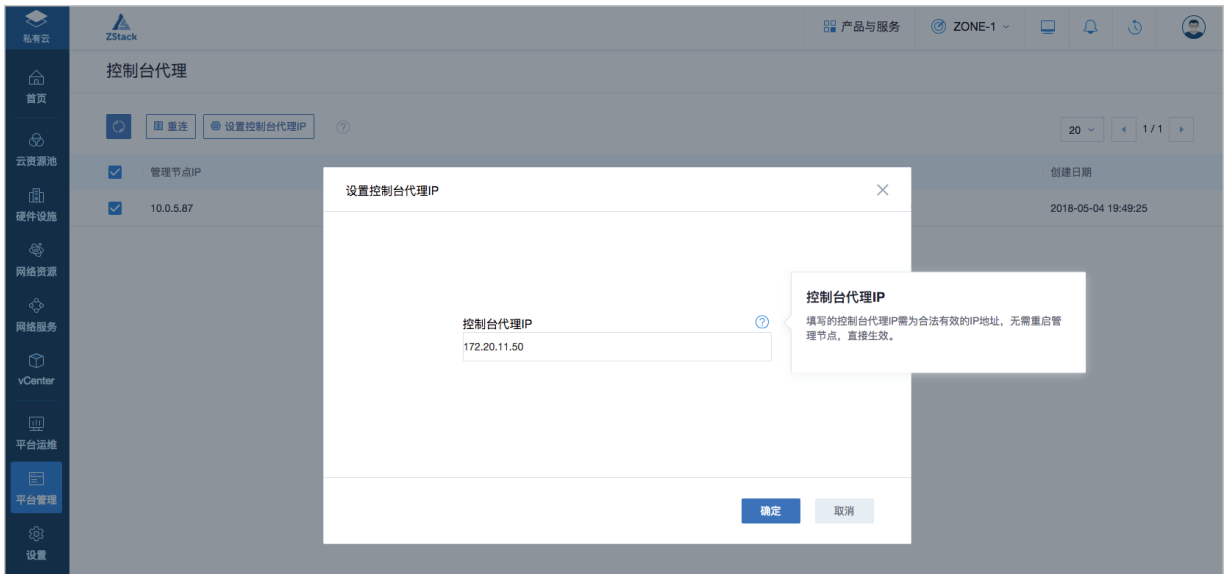 私有云
ZStack
产品与服务
ZONE-1
控制台代理
首页
重连
设置控制台代理IP
20
1 / 1
云资源池
管理节点IP
创建日期
10.0.5.87
2018-05-04 19:49:25
硬件设施
网络资源
网络服务
vCenter
平台运维
平台管理
设置
设置控制台代理IP
控制台代理IP
172.20.11.50
控制台代理IP
填写的控制台代理IP需为合法有效的IP地址，无需重启管
理节点，直接生效。
确定
取消